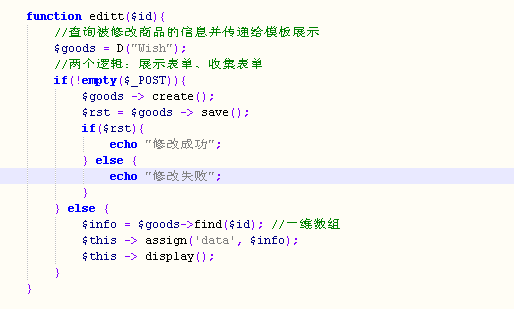 function editt($id){
//查询被修改商品的信息并传递给模板展示
$goods = D("Wish");
//两个逻辑：展示表单、收集表单
if(!empty($_POST)){
$goods -> create();
$rst = $goods -> save();
if($rst){
echo "修改成功";
} else {
echo "修改失败";
}
} else {
$info = $goods->find($id); //一维数组
$this -> assign('data', $info);
$this -> display();
}
}